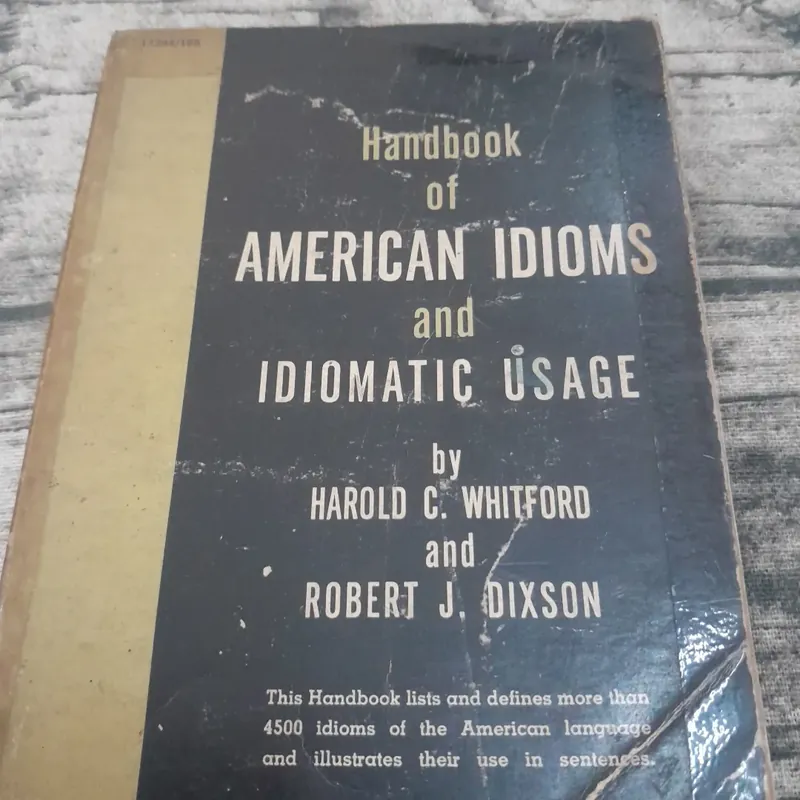 Handbook
of
AMERICAN IDIOMS
and
IDIOMATIC USAGE
by
HAROLD C. WHITFORD
and
ROBERT J. DIXSON
This Handbook lists and defines more than
4500 idioms of the American language
and illustrates their use in sentences.